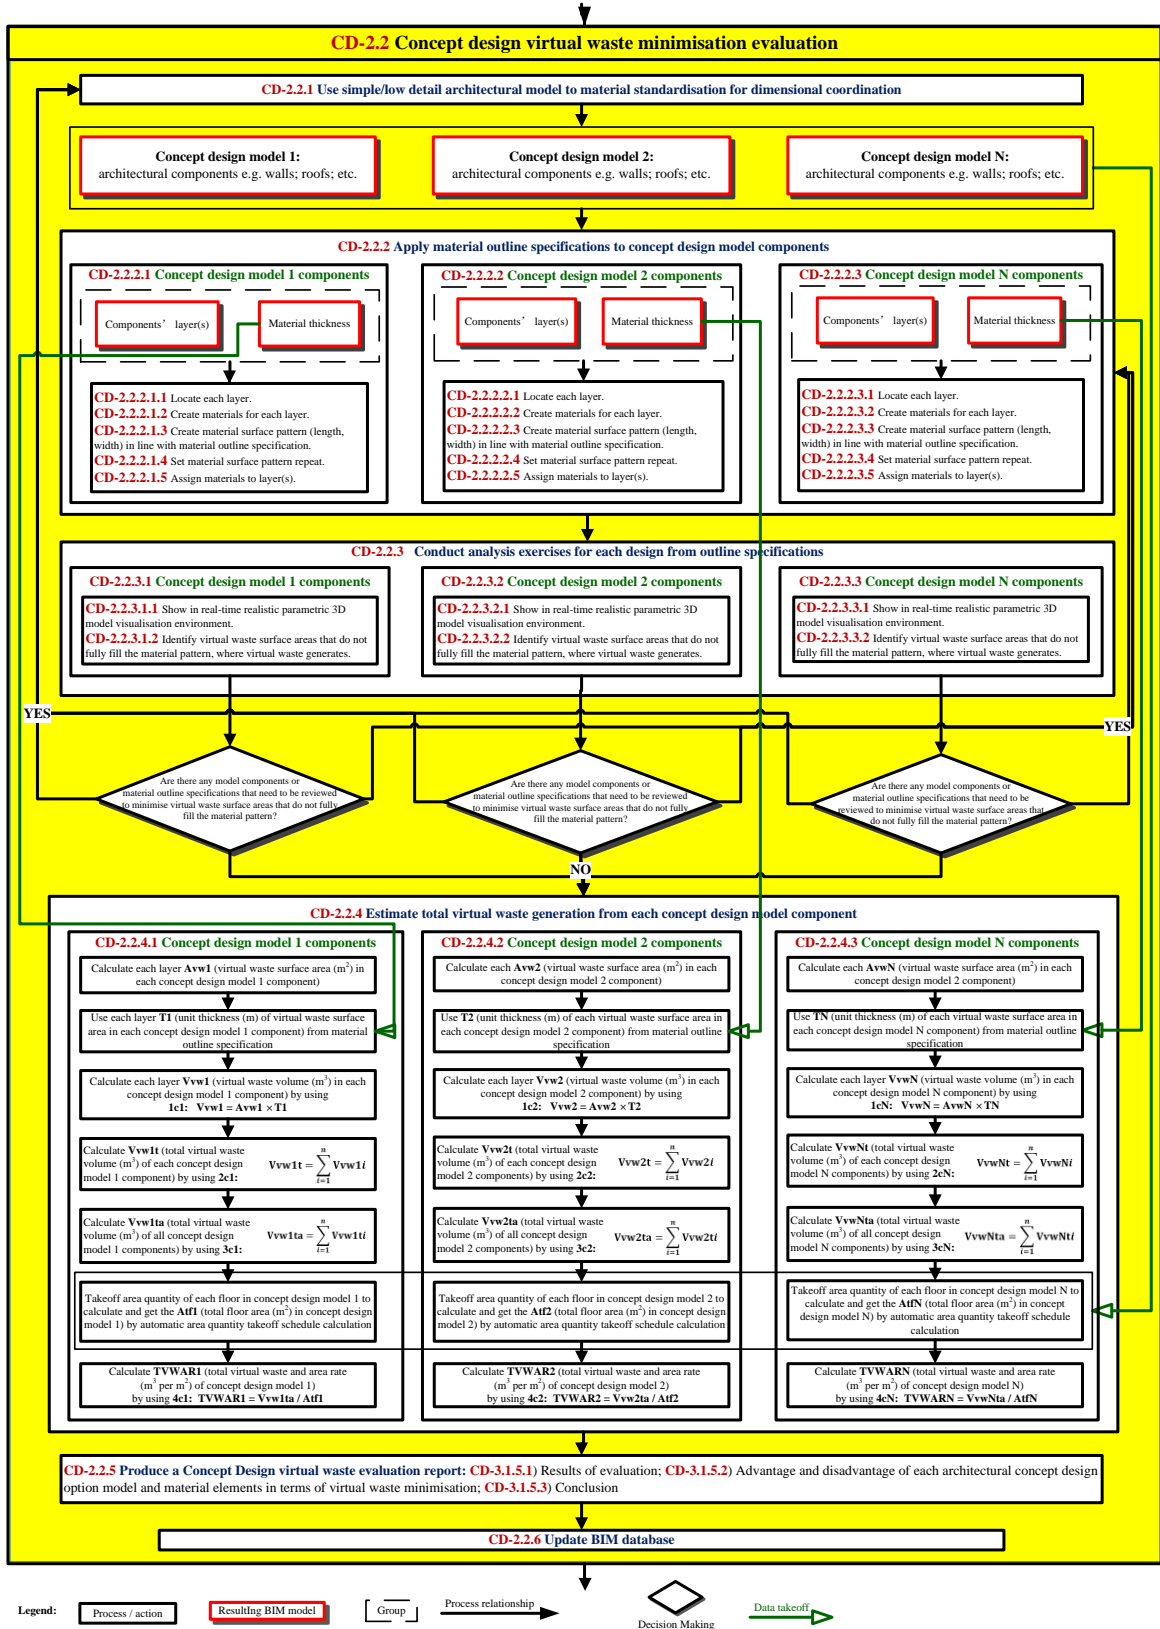 CD-2.2 Concept design virtual waste minimisation evaluation
CD-2.2.1 Use simple/low detail architectural model to material standardisation for dimensional coordination
Concept design model 1:
architectural components e.g. walls; roofs; etc.
Concept design model 2:
architectural components e.g. walls; roofs; etc.
Concept design model N:
architectural components e.g. walls; roofs; etc.
CD-2.2.2 Apply material outline specifications to concept design model components
CD-2.2.2.1 Concept design model 1 components
Components’ layer(s)
Material thickness
CD-2.2.2.1.1 Locate each layer.
CD-2.2.2.1.2 Create materials for each layer.
CD-2.2.2.1.3 Create material surface pattern (length,
width) in line with material outline specification.
CD-2.2.2.1.4 Set material surface pattern repeat.
CD-2.2.2.1.5 Assign materials to layer(s).
CD-2.2.2.2 Concept design model 2 components
Components’ layer(s)
Material thickness
CD-2.2.2.2.1 Locate each layer.
CD-2.2.2.2.2 Create materials for each layer.
CD-2.2.2.2.3 Create material surface pattern (length,
width) in line with material outline specification.
CD-2.2.2.2.4 Set material surface pattern repeat.
CD-2.2.2.2.5 Assign materials to layer(s).
CD-2.2.2.3 Concept design model N components
Components’ layer(s)
Material thickness
CD-2.2.2.3.1 Locate each layer.
CD-2.2.2.3.2 Create materials for each layer.
CD-2.2.2.3.3 Create material surface pattern (length,
width) in line with material outline specification.
CD-2.2.2.3.4 Set material surface pattern repeat.
CD-2.2.2.3.5 Assign materials to layer(s).
CD-2.2.3 Conduct analysis exercises for each design from outline specifications
CD-2.2.3.1 Concept design model 1 components
CD-2.2.3.1.1 Show in real-time realistic parametric 3D
model visualisation environment.
CD-2.2.3.1.2 Identify virtual waste surface areas that do not
fully fill the material pattern, where virtual waste generates.
CD-2.2.3.2 Concept design model 2 components
CD-2.2.3.2.1 Show in real-time realistic parametric 3D
model visualisation environment.
CD-2.2.3.2.2 Identify virtual waste surface areas that do not
fully fill the material pattern, where virtual waste generates.
CD-2.2.3.3 Concept design model N components
CD-2.2.3.3.1 Show in real-time realistic parametric 3D
model visualisation environment.
CD-2.2.3.3.2 Identify virtual waste surface areas that do not
fully fill the material pattern, where virtual waste generates.
YES
YES
Are there any model components or
material outline specifications that need to be reviewed
to minimise virtual waste surface areas that do not fully
fill the material pattern?
Are there any model components or
material outline specifications that need to be reviewed
to minimise virtual waste surface areas that do not fully
fill the material pattern?
Are there any model components or
material outline specifications that need to be
reviewed to minimise virtual waste surface areas that
do not fully fill the material pattern?
NO
CD-2.2.4 Estimate total virtual waste generation from each concept design model component
CD-2.2.4.1 Concept design model 1 components
Calculate each layer Avw1 (virtual waste surface area (m²) in
each concept design model 1 component)
Use each layer T1 (unit thickness (m) of virtual waste surface
area in each concept design model 1 component) from material
outline specification
Calculate each layer Vvw1 (virtual waste volume (m³) in each
concept design model 1 component) by using
1c1: Vvw1 = Avw1 × T1
Calculate Vvw1t (total virtual waste
volume (m³) of each concept design
model 1 component) by using 2c1:
Vvw1t = ∑ⁿᵢ₌₁ Vvw1i
Calculate Vvw1ta (total virtual waste
volume (m³) of all concept design
model 1 components) by using 3c1:
Vvw1ta = ∑ⁿᵢ₌₁ Vvw1ti
Takeoff area quantity of each floor in concept design model 1 to
calculate and get the Atf1 (total floor area (m²) in concept design
model 1) by automatic area quantity takeoff schedule calculation
Calculate TVWAR1 (total virtual waste and area rate
(m³ per m²) of concept design model 1)
by using 4c1: TVWAR1 = Vvw1ta / Atf1
CD-2.2.4.2 Concept design model 2 components
Calculate each Avw2 (virtual waste surface area (m²) in each
concept design model 2 component)
Use T2 (unit thickness (m) of each virtual waste surface area in
each concept design model 2 component) from material outline
specification
Calculate each layer Vvw2 (virtual waste volume (m³) in each
concept design model 2 component) by using
1c2: Vvw2 = Avw2 × T2
Calculate Vvw2t (total virtual waste
volume (m³) of each concept design
model 2 components) by using 2c2:
Vvw2t = ∑ⁿᵢ₌₁ Vvw2i
Calculate Vvw2ta (total virtual waste
volume (m³) of all concept design
model 2 components) by using 3c2:
Vvw2ta = ∑ⁿᵢ₌₁ Vvw2ti
Takeoff area quantity of each floor in concept design model 2 to
calculate and get the Atf2 (total floor area (m²) in concept design
model 2) by automatic area quantity takeoff schedule calculation
Calculate TVWAR2 (total virtual waste and area rate
(m³ per m²) of concept design model 2)
by using 4c2: TVWAR2 = Vvw2ta / Atf2
CD-2.2.4.3 Concept design model N components
Calculate each AvwN (virtual waste surface area (m²) in each
concept design model 2 component)
Use TN (unit thickness (m) of each virtual waste surface area in
each concept design model N component) from material outline
specification
Calculate each layer VvwN (virtual waste volume (m³) in each
concept design model N component) by using
1cN: VvwN = AvwN × TN
Calculate VvwNt (total virtual waste
volume (m³) of each concept design
model N components) by using 2cN:
VvwNt = ∑ⁿᵢ₌₁ VvwNi
Calculate VvwNta (total virtual waste
volume (m³) of all concept design
model N components) by using 3cN:
VvwNta = ∑ⁿᵢ₌₁ VvwNti
Takeoff area quantity of each floor in concept design model N to
calculate and get the AtfN (total floor area (m²) in concept
design model N) by automatic area quantity takeoff schedule
calculation
Calculate TVWARN (total virtual waste and area rate
(m³ per m²) of concept design model N)
by using 4cN: TVWARN = VvwNta / AtfN
CD-2.2.5 Produce a Concept Design virtual waste evaluation report: CD-3.1.5.1) Results of evaluation; CD-3.1.5.2) Advantage and disadvantage of each architectural concept design
option model and material elements in terms of virtual waste minimisation; CD-3.1.5.3) Conclusion
CD-2.2.6 Update BIM database
Legend:
Process / action
ResultIng BIM model
Group
Process relationship
Decision Making
Data takeoff